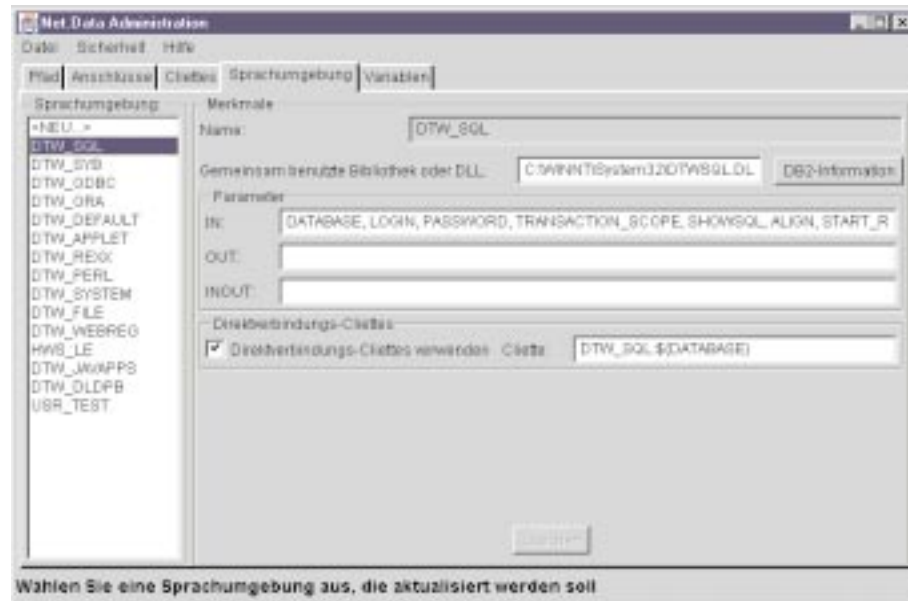 Net.Data Administration
Datei Sicherheit Hilfe
Pfad Anschlüsse Cliettes Sprachumgebung Variablen
Sprachumgebung
<NEU...>
DTW_SQL
DTW_SYB
DTW_ODBC
DTW_ORA
DTW_DEFAULT
DTW_APPLET
DTW_REXX
DTW_PERL
DTW_SYSTEM
DTW_FILE
DTW_WEBREG
HWS_LE
DTW_JAVAPPS
DTW_OLDPB
USR_TEST
Merkmale
Name: DTW_SQL
Gemeinsam benutzte Bibliothek oder DLL: C:\WINNT\System32\DTWSQL.DL DB2-Information
Parameter
IN: DATABASE, LOGIN, PASSWORD, TRANSACTION_SCOPE, SHOWSQL, ALIGN, START_R
OUT:
INOUT:
Direktverbindungs-Cliettes
Direktverbindungs-Cliettes verwenden Cliette: DTW_SQL:$(DATABASE)
Wählen Sie eine Sprachumgebung aus, die aktualisiert werden soll